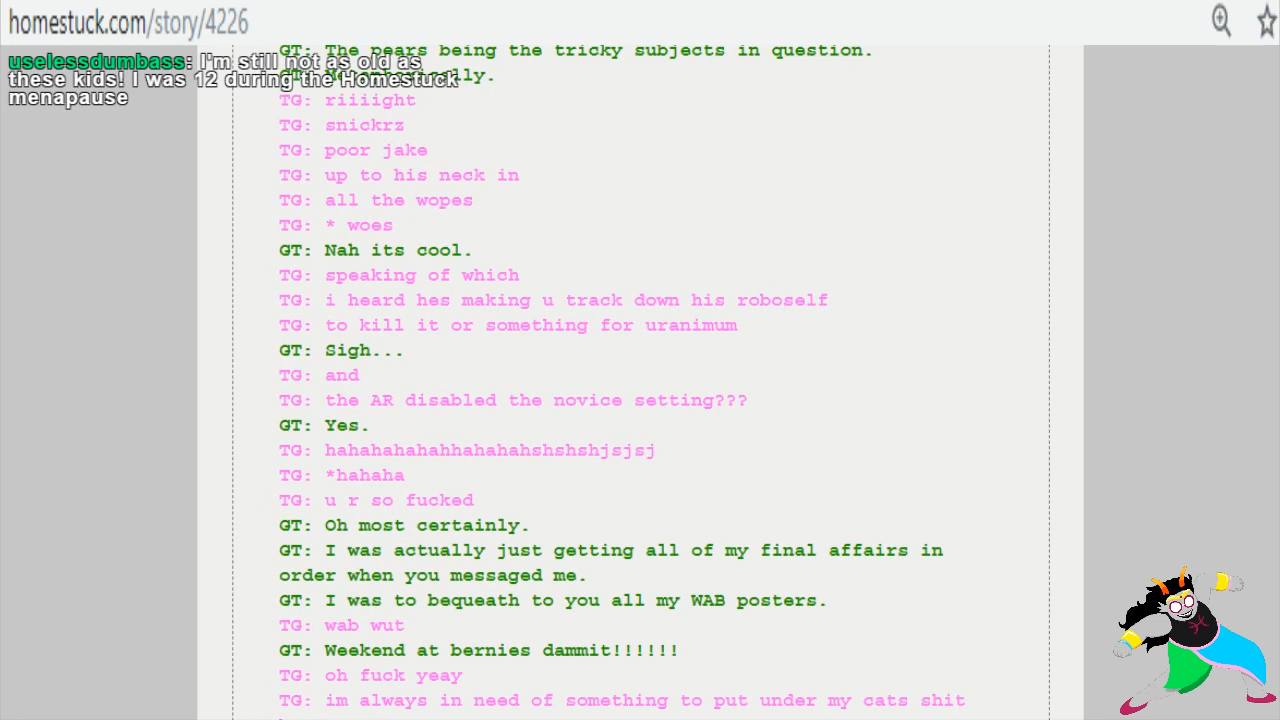 homestuck.com/story/4226
GT: The pears being the tricky subjects in question.
uselessdumbass: I'm still not as old as
these kids! I was 12 during the Homestuck
menapause
TG: riiiight
TG: snickrz
TG: poor jake
TG: up to his neck in
TG: all the wopes
TG: * woes
GT: Nah its cool.
TG: speaking of which
TG: i heard hes making u track down his roboself
TG: to kill it or something for uranimum
GT: Sigh...
TG: and
TG: the AR disabled the novice setting???
GT: Yes.
TG: hahahahahahhahahahshshshjsjsj
TG: *hahaha
TG: u r so fucked
GT: Oh most certainly.
GT: I was actually just getting all of my final affairs in
order when you messaged me.
GT: I was to bequeath to you all my WAB posters.
TG: wab wut
GT: Weekend at bernies dammit!!!!!!
TG: oh fuck yeay
TG: im always in need of something to put under my cats shit